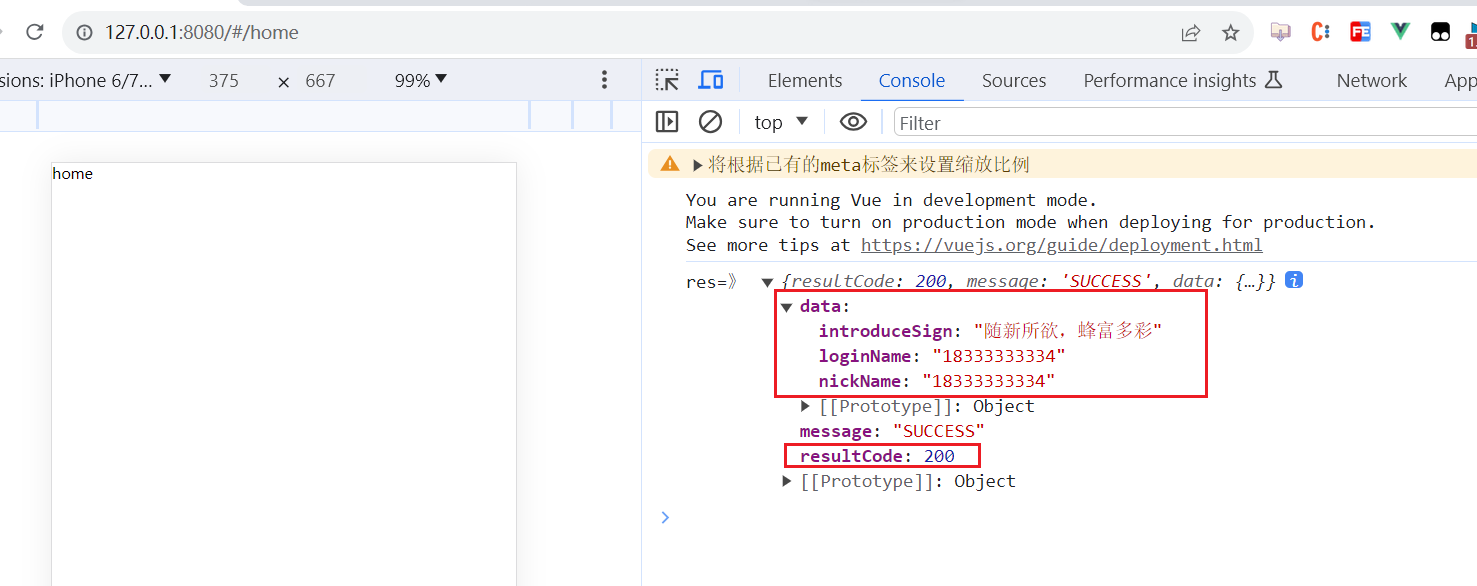 127.0.0.1:8080/#/home
sions: iPhone 6/7... 375 × 667 99%
Elements Console Sources Performance insights Network App
top Filter
home
将根据已有的meta标签来设置缩放比例
You are running Vue in development mode.
Make sure to turn on production mode when deploying for production.
See more tips at https://vuejs.org/guide/deployment.html
res=》 {resultCode: 200, message: 'SUCCESS', data: {…}}
data:
introduceSign: "随新所欲，蜂富多彩"
loginName: "18333333334"
nickName: "18333333334"
[[Prototype]]: Object
message: "SUCCESS"
resultCode: 200
[[Prototype]]: Object